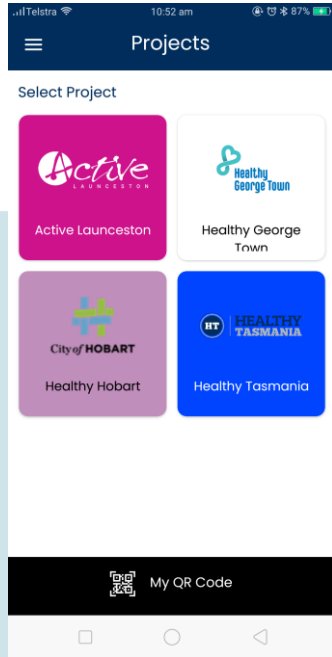 Telstra 10:52 am 87%
Projects
Select Project
Active
LAUNCESTON
Active Launceston
Healthy
George Town
Healthy George
Town
City of HOBART
Healthy Hobart
HT HEALTHY
TASMANIA
Healthy Tasmania
My QR Code